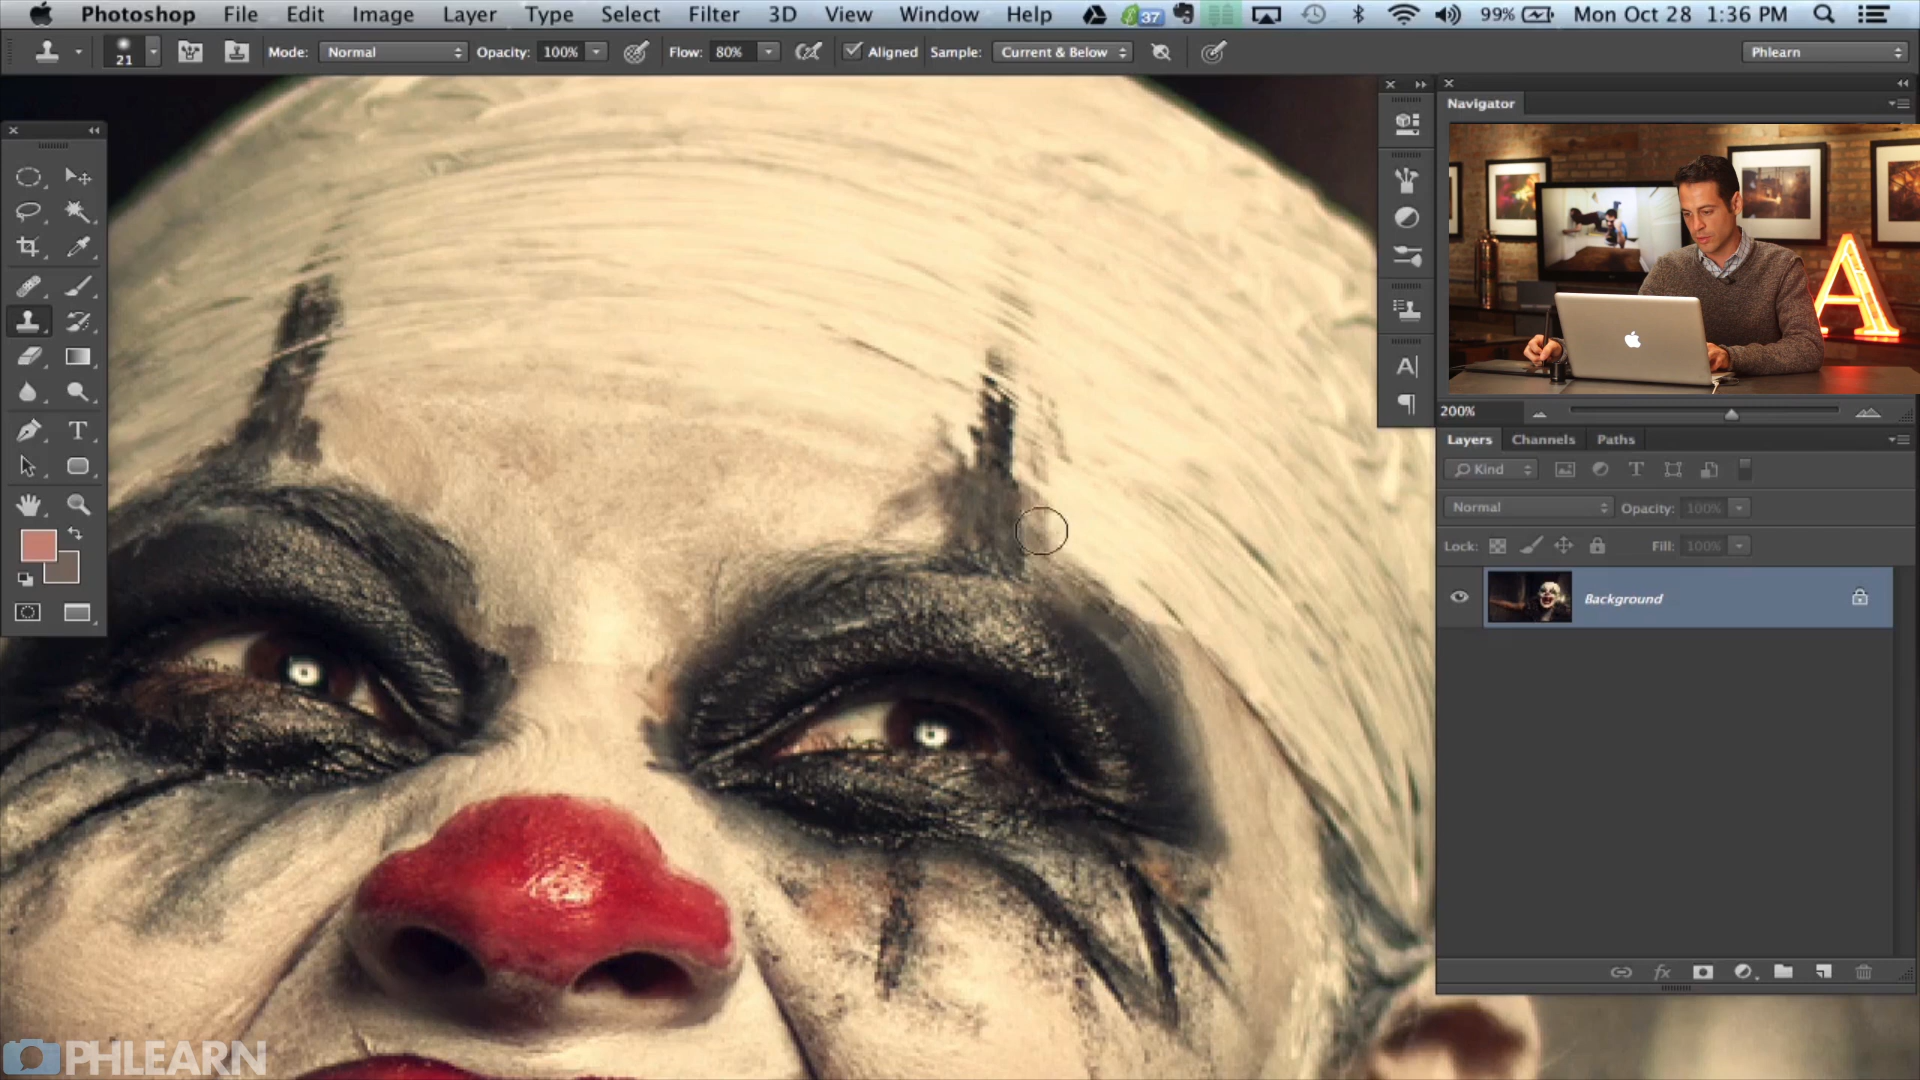 Photoshop File Edit Image Layer Type Select Filter 3D View Window Help 37 99% Mon Oct 28 1:36 PM
21 Mode: Normal Opacity: 100% Flow: 80% Aligned Sample: Current & Below Phlearn
Navigator
A
200%
Layers Channels Paths
Kind
Normal Opacity: 100%
Lock: Fill: 100%
Background
fx
PHLEARN